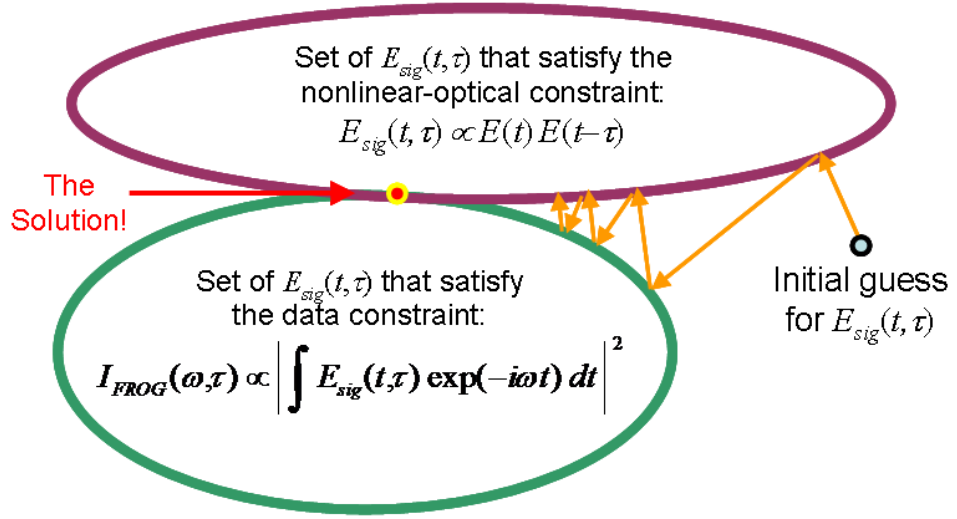 Set of E_sig(t,τ) that satisfy the
nonlinear-optical constraint:
E_sig(t,τ) ∝ E(t) E(t−τ)
The
Solution!
Set of E_sig(t,τ) that satisfy
the data constraint:
I_FROG(ω,τ) ∝ |∫ E_sig(t,τ) exp(−iωt) dt|²
Initial guess
for E_sig(t,τ)